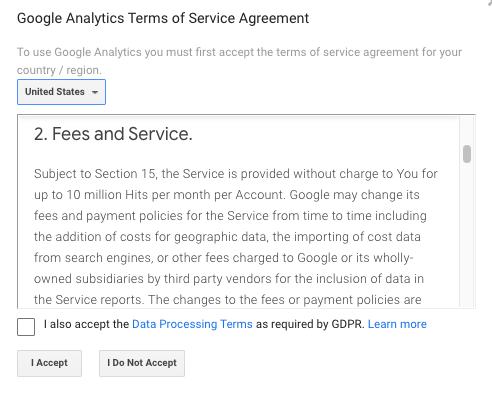 Google Analytics Terms of Service Agreement
To use Google Analytics you must first accept the terms of service agreement for your
country / region.
United States
2. Fees and Service.
Subject to Section 15, the Service is provided without charge to You for
up to 10 million Hits per month per Account. Google may change its
fees and payment policies for the Service from time to time including
the addition of costs for geographic data, the importing of cost data
from search engines, or other fees charged to Google or its wholly-
owned subsidiaries by third party vendors for the inclusion of data in
the Service reports. The changes to the fees or payment policies are
I also accept the Data Processing Terms as required by GDPR. Learn more
I Accept
I Do Not Accept